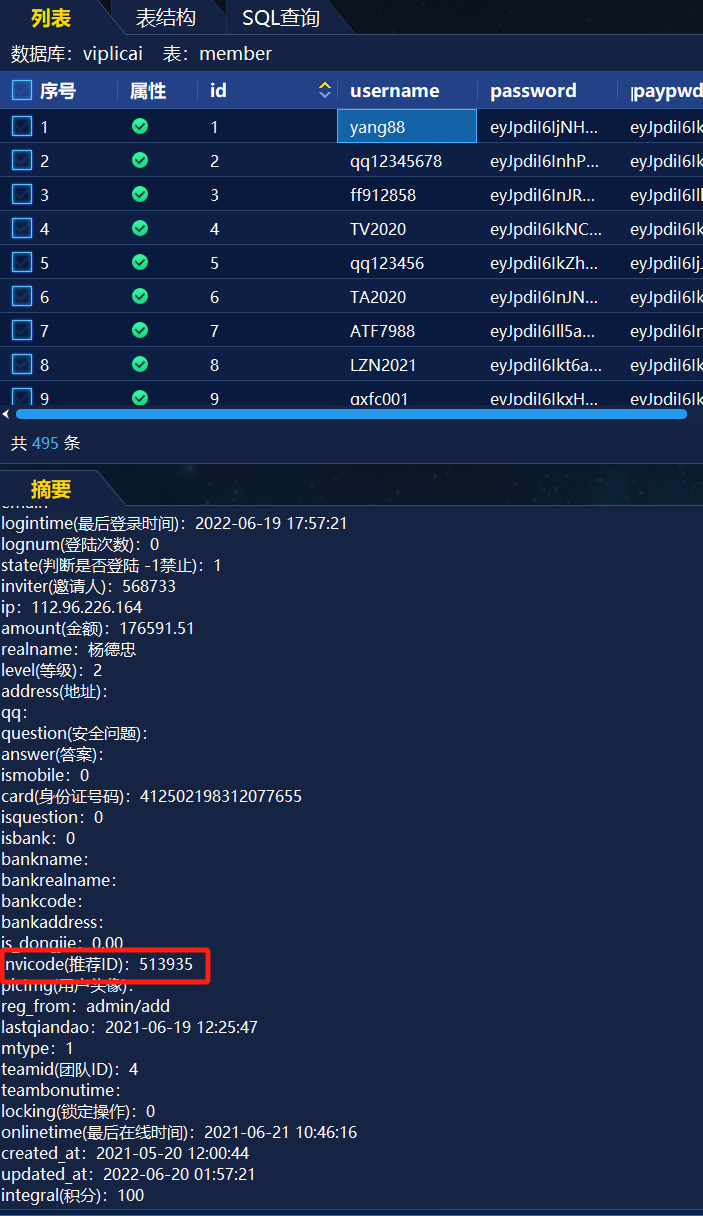 列表 表结构 SQL查询
数据库：viplicai 表：member
序号 属性 id username password paypwd
1 1 yang88 eyJpdiI6IjNH... eyJpdiI6Ik
2 2 qq12345678 eyJpdiI6InhP... eyJpdiI6Ik
3 3 ff912858 eyJpdiI6InJR... eyJpdiI6Ill
4 4 TV2020 eyJpdiI6IkNC... eyJpdiI6Ik
5 5 qq123456 eyJpdiI6IkZh... eyJpdiI6Ij
6 6 TA2020 eyJpdiI6InJN... eyJpdiI6Ik
7 7 ATF7988 eyJpdiI6Ill5a... eyJpdiI6In
8 8 LZN2021 eyJpdiI6Ikt6a... eyJpdiI6Ik
9 9 gxfc001 eyJpdiI6IkxH... eyJpdiI6Ik
共 495 条
摘要
logintime(最后登录时间)：2022-06-19 17:57:21
lognum(登陆次数)：0
state(判断是否登陆 -1禁止)：1
inviter(邀请人)：568733
ip：112.96.226.164
amount(金额)：176591.51
realname：杨德忠
level(等级)：2
address(地址)：
qq：
question(安全问题)：
answer(答案)：
ismobile：0
card(身份证号码)：412502198312077655
isquestion：0
isbank：0
bankname：
bankrealname：
bankcode：
bankaddress：
is_dongjie：0.00
nvicode(推荐ID)：513935
picimg(用户头像)：
reg_from：admin/add
lastqiandao：2021-06-19 12:25:47
mtype：1
teamid(团队ID)：4
teambonutime：
locking(锁定操作)：0
onlinetime(最后在线时间)：2021-06-21 10:46:16
created_at：2021-05-20 12:00:44
updated_at：2022-06-20 01:57:21
integral(积分)：100